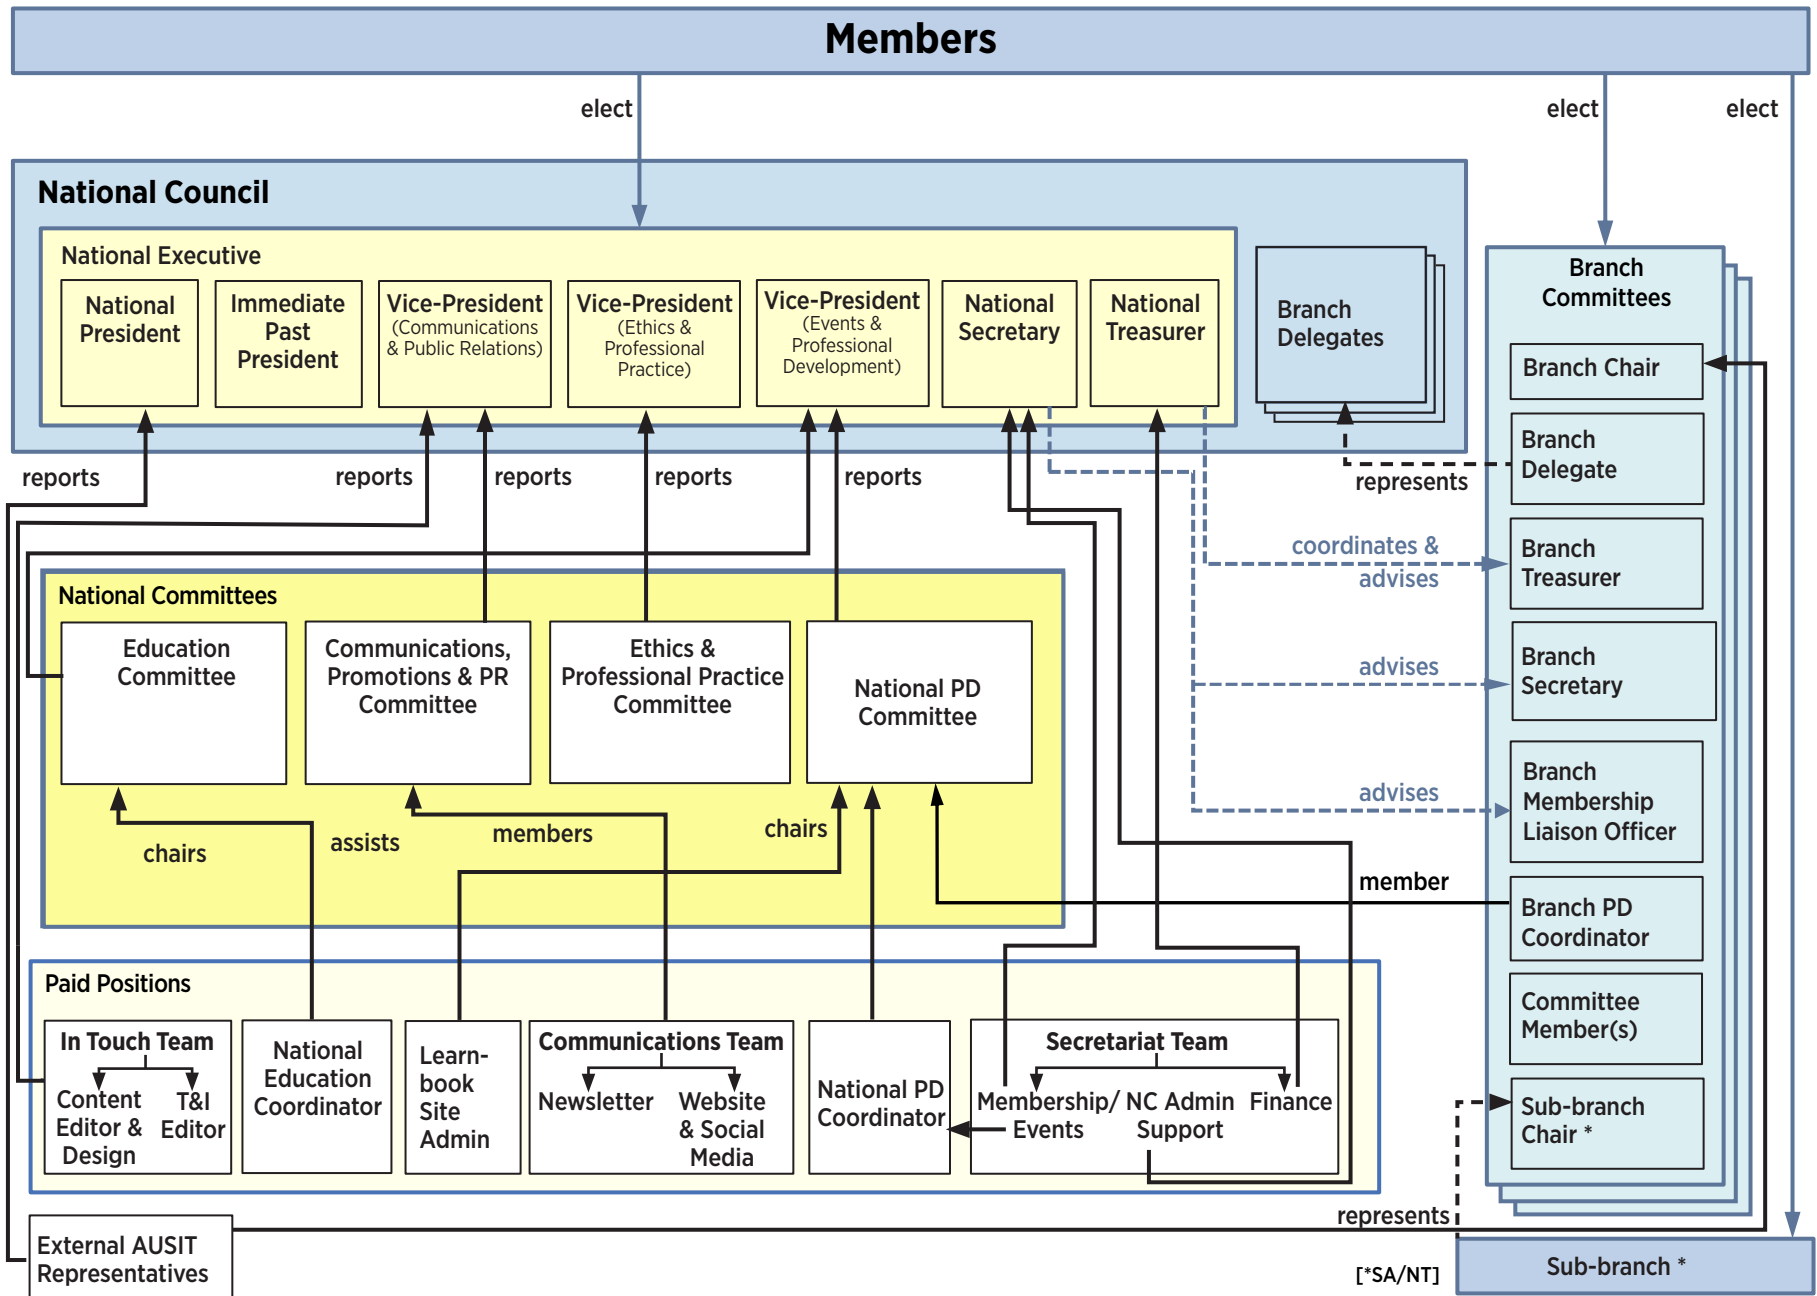 Members
elect
elect
elect
National Council
National Executive
National
President
Immediate
Past
President
Vice-President
(Communications
& Public Relations)
Vice-President
(Ethics &
Professional
Practice)
Vice-President
(Events &
Professional
Development)
National
Secretary
National
Treasurer
Branch
Delegates
reports
reports
reports
reports
reports
represents
coordinates &
advises
advises
advises
member
Branch
Committees
Branch Chair
Branch
Delegate
Branch
Treasurer
Branch
Secretary
Branch
Membership
Liaison Officer
Branch PD
Coordinator
Committee
Member(s)
Sub-branch
Chair *
National Committees
Education
Committee
Communications,
Promotions & PR
Committee
Ethics &
Professional Practice
Committee
National PD
Committee
chairs
assists
members
chairs
Paid Positions
In Touch Team
Content
Editor &
Design
T&I
Editor
National
Education
Coordinator
Learn-
book
Site
Admin
Communications Team
Newsletter
Website
& Social
Media
National PD
Coordinator
Secretariat Team
Membership/
Events
NC Admin
Support
Finance
External AUSIT
Representatives
represents
[*SA/NT]
Sub-branch *